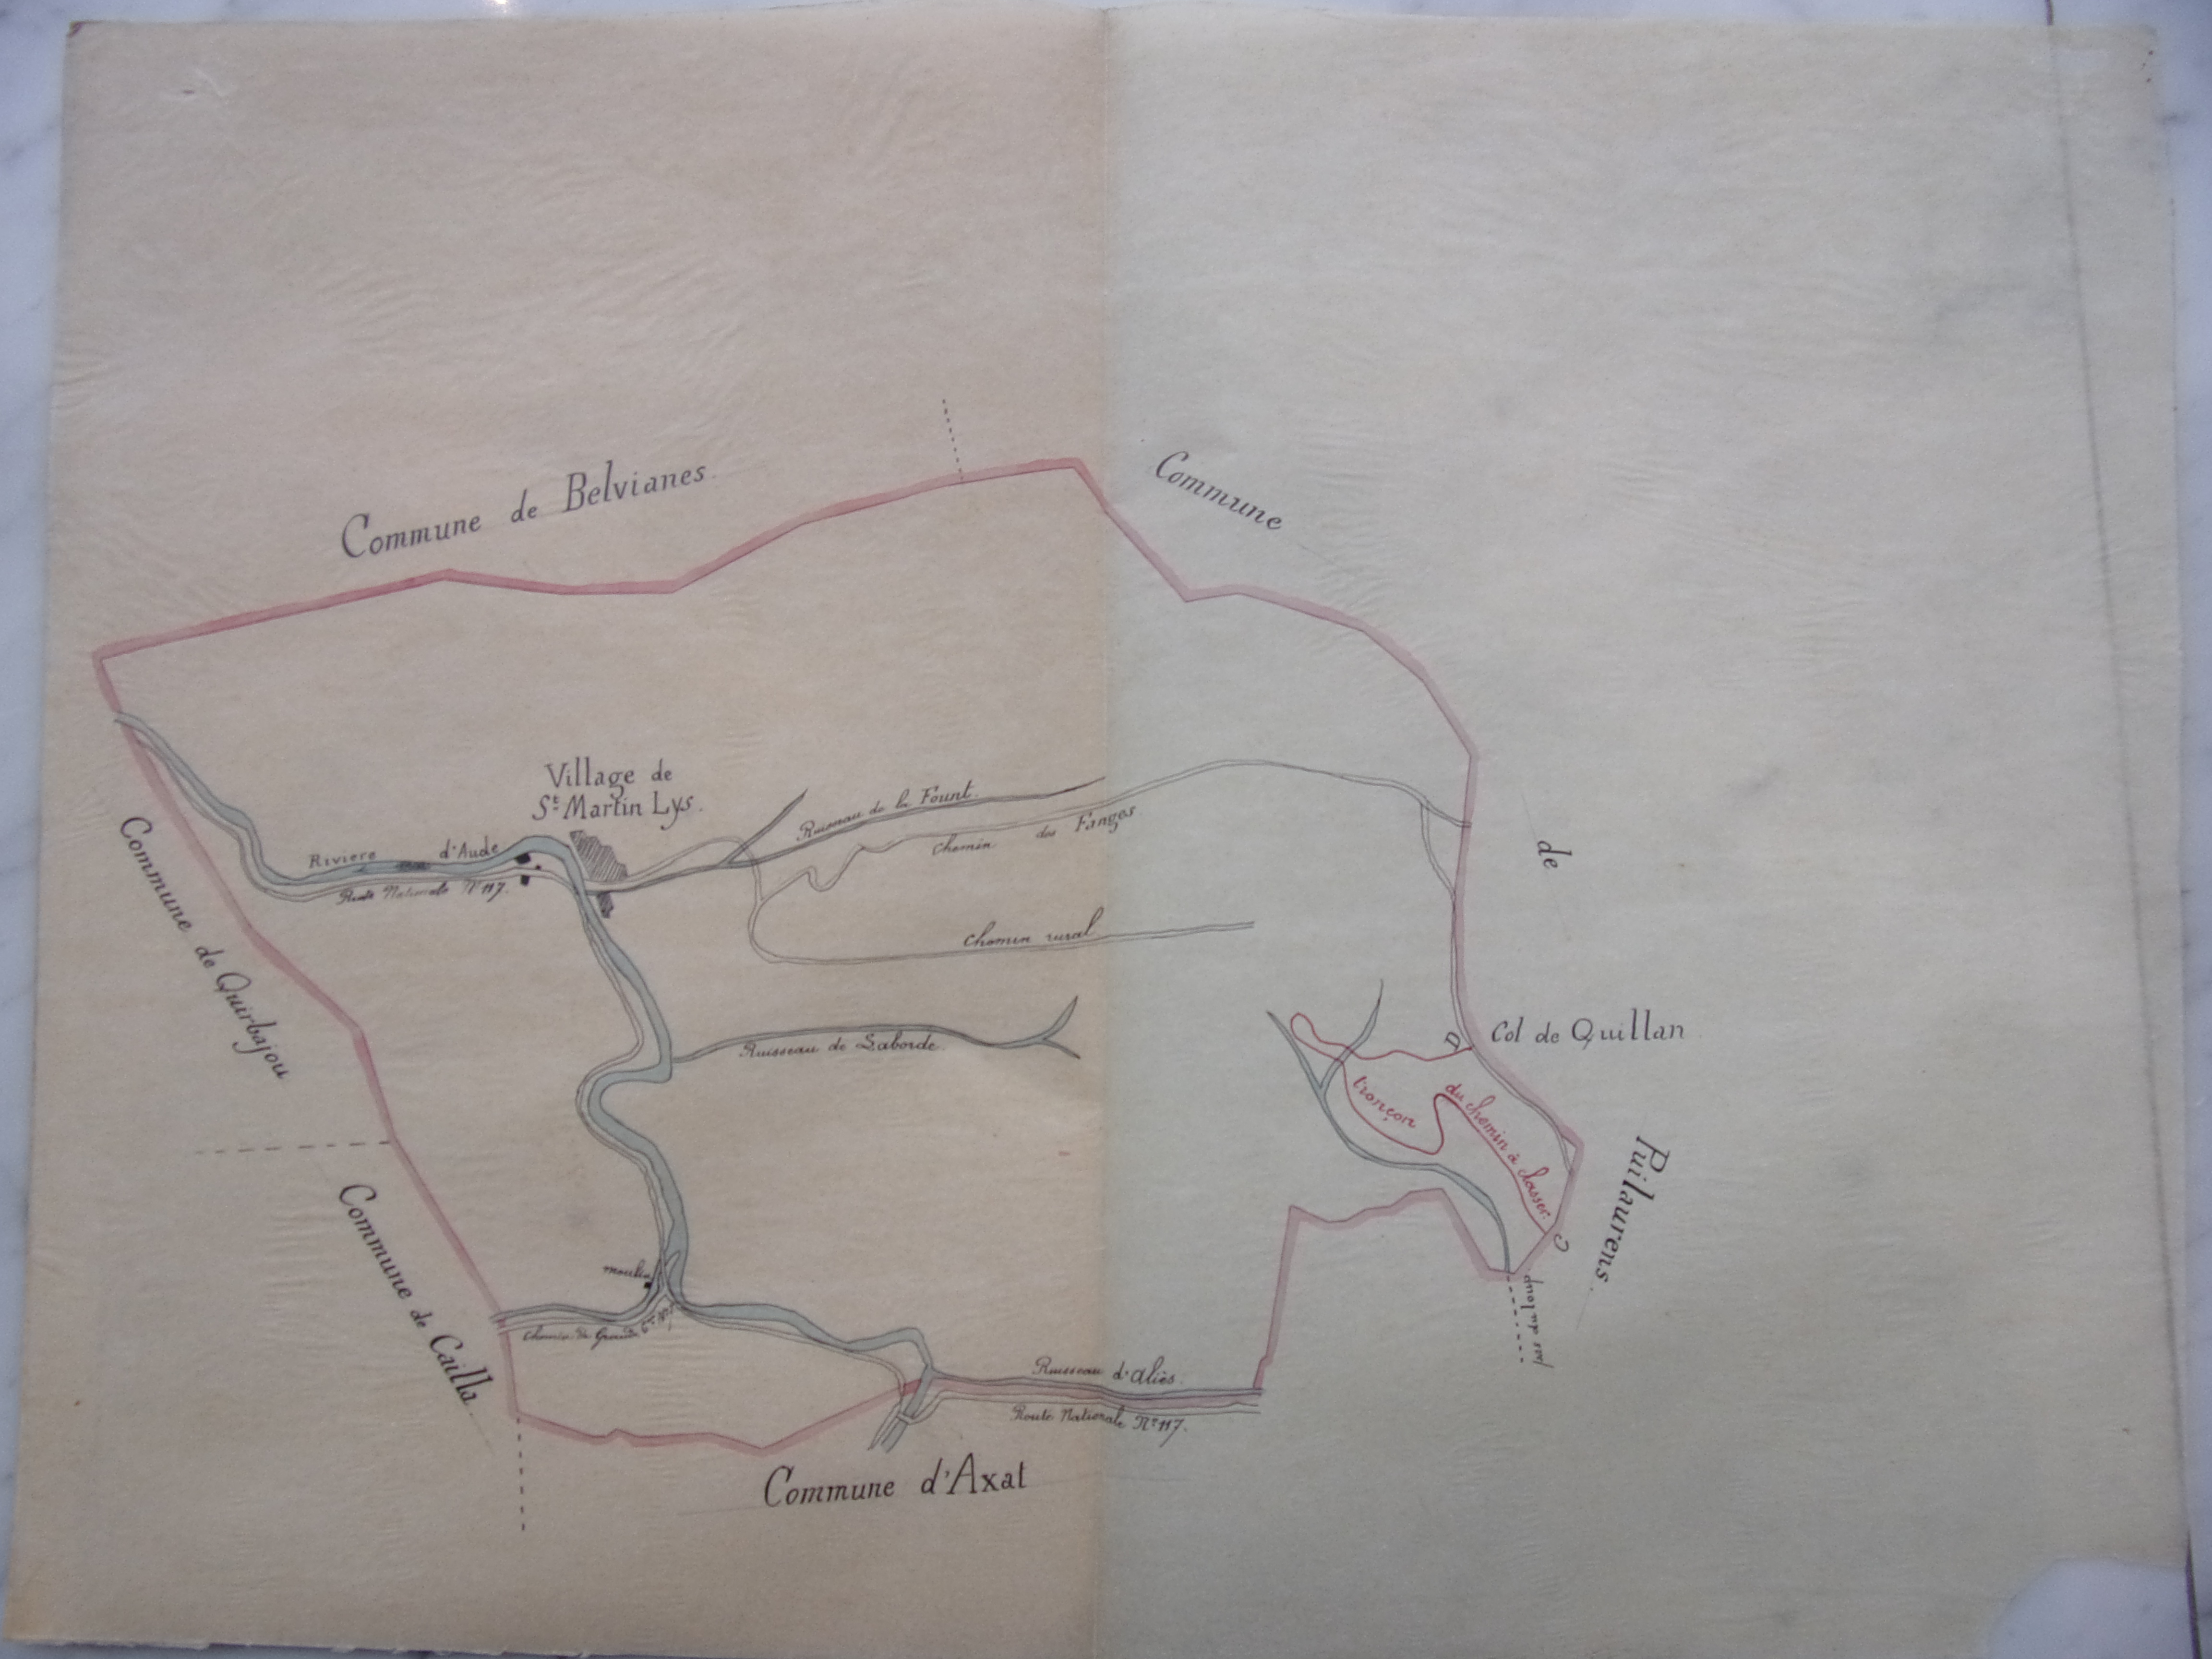 Commune de Belvianes.
Commune
de
Puilaurens.
Village de
St Martin Lys.
Ruisseau de la Fount.
Chemin des Fanges
Riviere d'Aude
Route Nationale N° 117.
Chemin rural
Commune de Quirbajou
Col de Quillan
D
Ruisseau de Laborde
tronçon du chemin à classer.
C
Commune de Cailla.
moulin
Chemin de Grande
Ruisseau d'Aliès.
Route Nationale N° 117.
Commune d'Axat